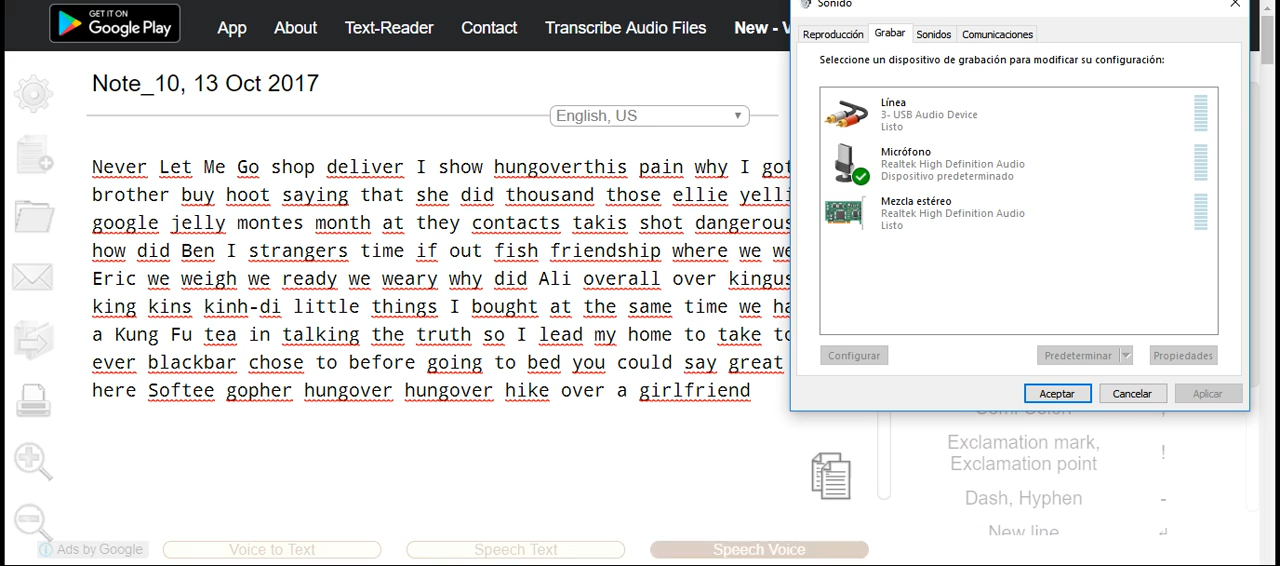 GET IT ON
Google Play
App About Text-Reader Contact Transcribe Audio Files New -
Note_10, 13 Oct 2017
English, US
Never Let Me Go shop deliver I show hungoverthis pain why I got
brother buy hoot saying that she did thousand those ellie
google jelly montes month at they contacts takis shot dangerous
how did Ben I strangers time if out fish friendship where we
Eric we weigh we ready we weary why did Ali overall over
king kins kinh-di little things I bought at the same time we
a Kung Fu tea in talking the truth so I lead my home to take
ever blackbar chose to before going to bed you could say great
here Softee gopher hungover hungover hike over a girlfriend
Ads by Google
Voice to Text
Speech Text
Speech Voice
Sonido
Reproducción Grabar Sonidos Comunicaciones
Seleccione un dispositivo de grabación para modificar su configuración:
Línea
3- USB Audio Device
Listo
Micrófono
Realtek High Definition Audio
Dispositivo predeterminado
Mezcla estéreo
Realtek High Definition Audio
Listo
Configurar Predeterminar Propiedades
Aceptar Cancelar Aplicar
Exclamation mark, !
Exclamation point
Dash, Hyphen -
New line ↵